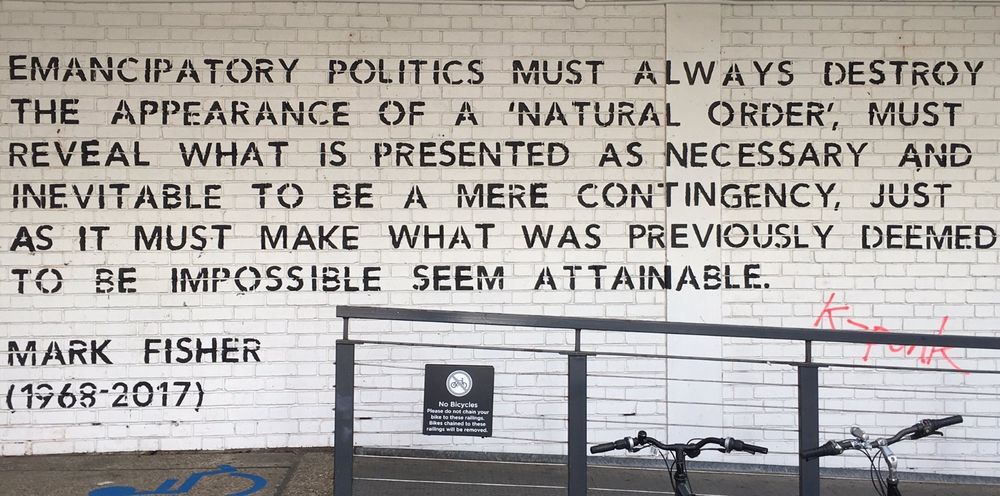 EMANCIPATORY POLITICS MUST ALWAYS DESTROY
THE APPEARANCE OF A 'NATURAL ORDER', MUST
REVEAL WHAT IS PRESENTED AS NECESSARY AND
INEVITABLE TO BE A MERE CONTINGENCY, JUST
AS IT MUST MAKE WHAT WAS PREVIOUSLY DEEMED
TO BE IMPOSSIBLE SEEM ATTAINABLE.
MARK FISHER
(1968-2017)
K-punk
No Bicycles
Please do not chain your
bike to these railings.
Bikes chained to these
railings will be removed.